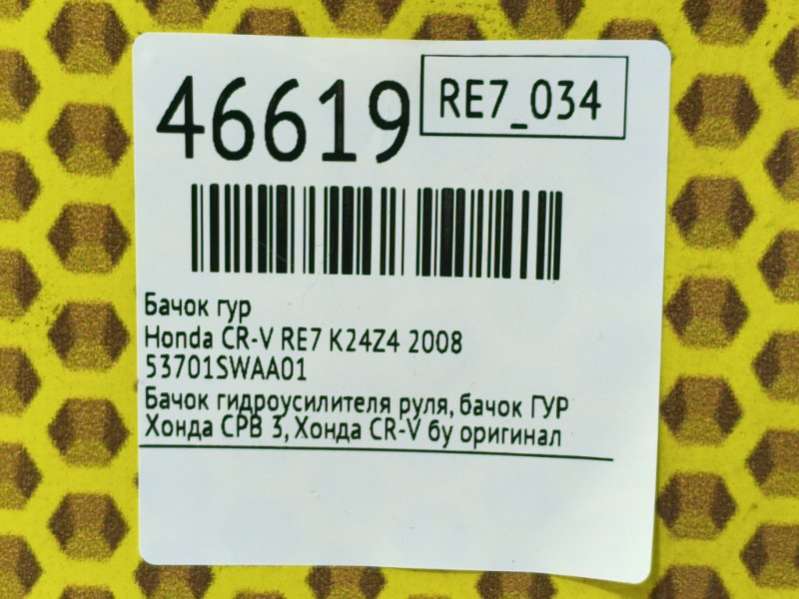 46619
RE7_034
Бачок гур
Honda CR-V RE7 K24Z4 2008
53701SWAA01
Бачок гидроусилителя руля, бачок ГУР
Хонда СРВ 3, Хонда CR-V бу оригинал